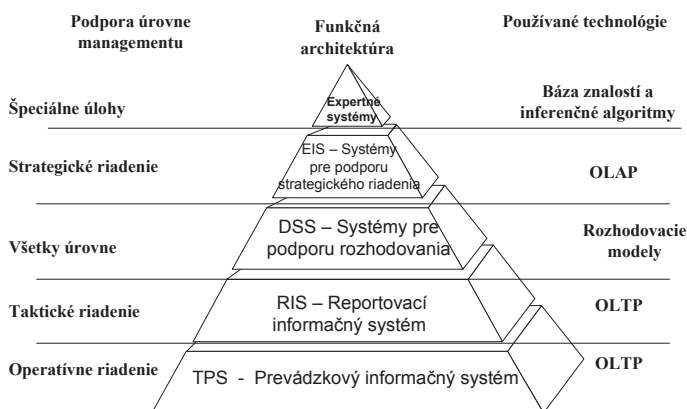 Podpora úrovne
managementu
Funkčná
architektúra
Používané technológie
Špeciálne úlohy
Expertné
systémy
Báza znalostí a
inferenčné algoritmy
Strategické riadenie
EIS – Systémy
pre podporu
strategického riadenia
OLAP
Všetky úrovne
DSS – Systémy pre
podporu rozhodovania
Rozhodovacie
modely
Taktické riadenie
RIS – Reportovací
informačný systém
OLTP
Operatívne riadenie
TPS - Prevádzkový informačný systém
OLTP